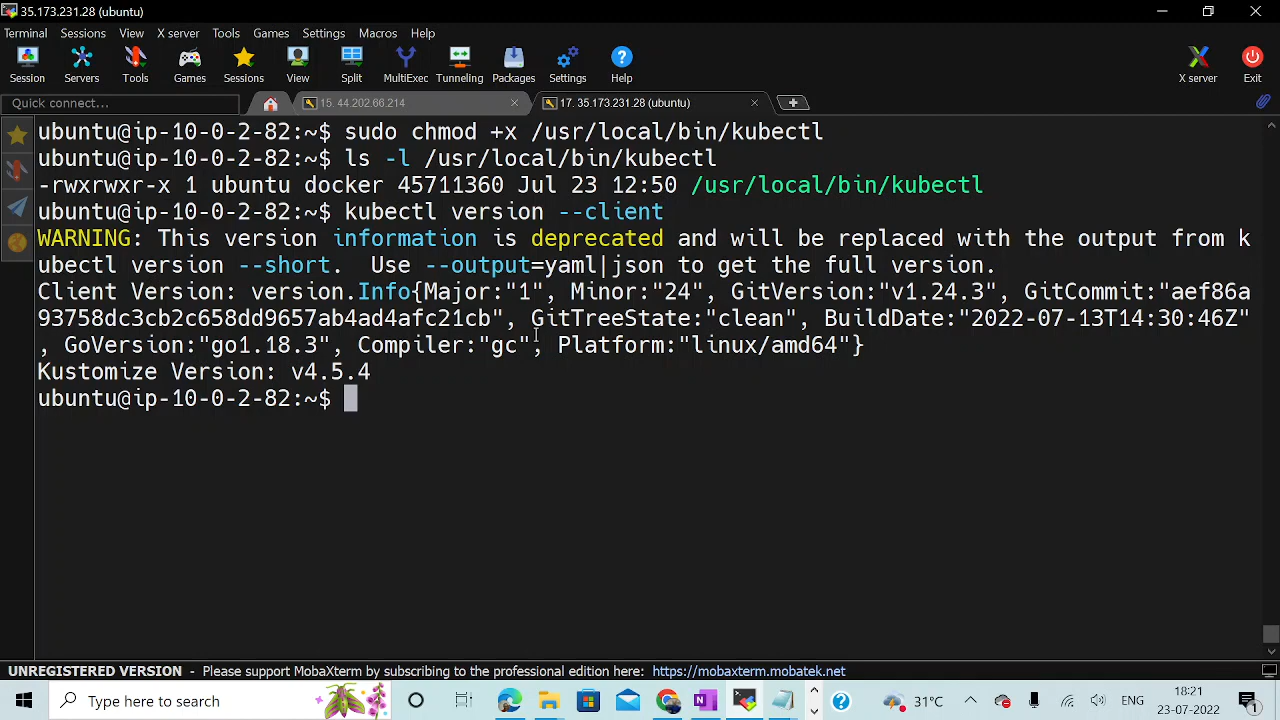 35.173.231.28 (ubuntu)
Terminal Sessions View X server Tools Games Settings Macros Help
Session Servers Tools Games Sessions View Split MultiExec Tunneling Packages Settings Help X server Exit
Quick connect... 15. 44.202.66.214 17. 35.173.231.28 (ubuntu)
ubuntu@ip-10-0-2-82:~$ sudo chmod +x /usr/local/bin/kubectl
ubuntu@ip-10-0-2-82:~$ ls -l /usr/local/bin/kubectl
-rwxrwxr-x 1 ubuntu docker 45711360 Jul 23 12:50 /usr/local/bin/kubectl
ubuntu@ip-10-0-2-82:~$ kubectl version --client
WARNING: This version information is deprecated and will be replaced with the output from k
ubectl version --short.  Use --output=yaml|json to get the full version.
Client Version: version.Info{Major:"1", Minor:"24", GitVersion:"v1.24.3", GitCommit:"aef86a
93758dc3cb2c658dd9657ab4ad4afc21cb", GitTreeState:"clean", BuildDate:"2022-07-13T14:30:46Z"
, GoVersion:"go1.18.3", Compiler:"gc", Platform:"linux/amd64"}
Kustomize Version: v4.5.4
ubuntu@ip-10-0-2-82:~$
UNREGISTERED VERSION - Please support MobaXterm by subscribing to the professional edition here: https://mobaxterm.mobatek.net
Type here to search 31°C ENG 18:21
23-07-2022 1